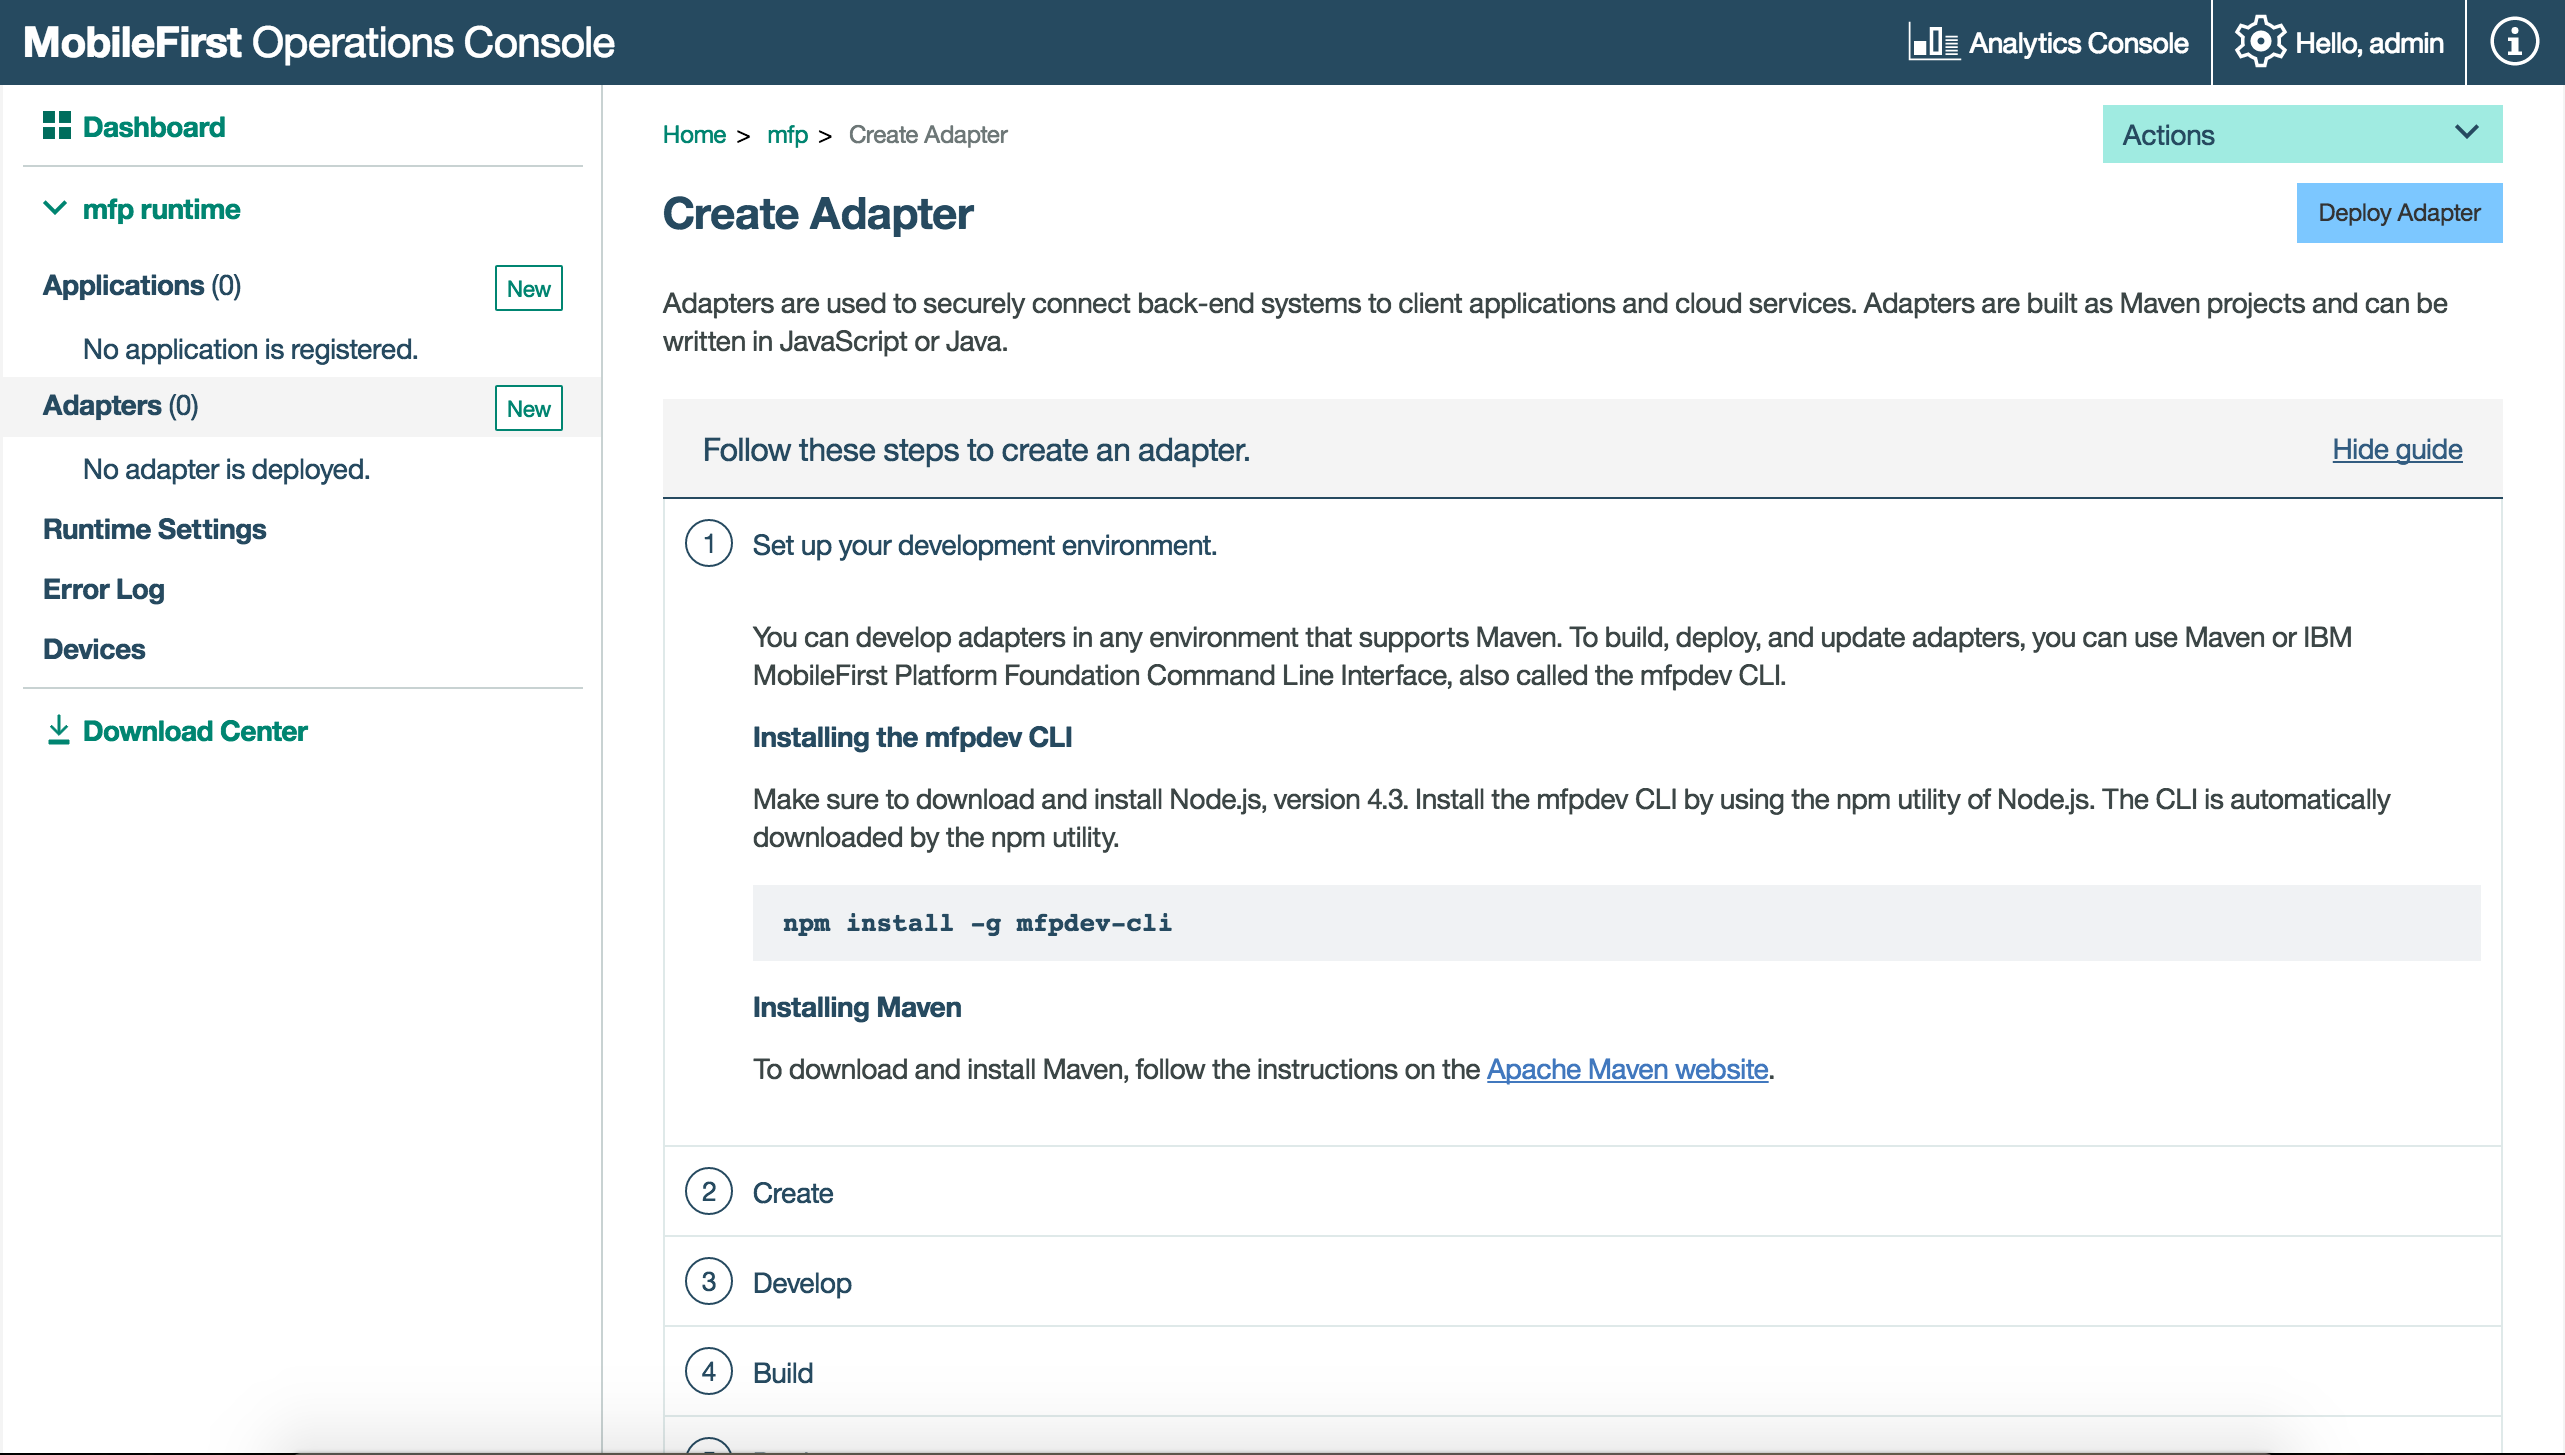 MobileFirst Operations Console
Analytics Console
Hello, admin
Dashboard
mfp runtime
Applications (0)
New
No application is registered.
Adapters (0)
New
No adapter is deployed.
Runtime Settings
Error Log
Devices
Download Center
Home > mfp > Create Adapter
Actions
Create Adapter
Deploy Adapter
Adapters are used to securely connect back-end systems to client applications and cloud services. Adapters are built as Maven projects and can be
written in JavaScript or Java.
Follow these steps to create an adapter.
Hide guide
1 Set up your development environment.
You can develop adapters in any environment that supports Maven. To build, deploy, and update adapters, you can use Maven or IBM
MobileFirst Platform Foundation Command Line Interface, also called the mfpdev CLI.
Installing the mfpdev CLI
Make sure to download and install Node.js, version 4.3. Install the mfpdev CLI by using the npm utility of Node.js. The CLI is automatically
downloaded by the npm utility.
npm install -g mfpdev-cli
Installing Maven
To download and install Maven, follow the instructions on the Apache Maven website.
2 Create
3 Develop
4 Build